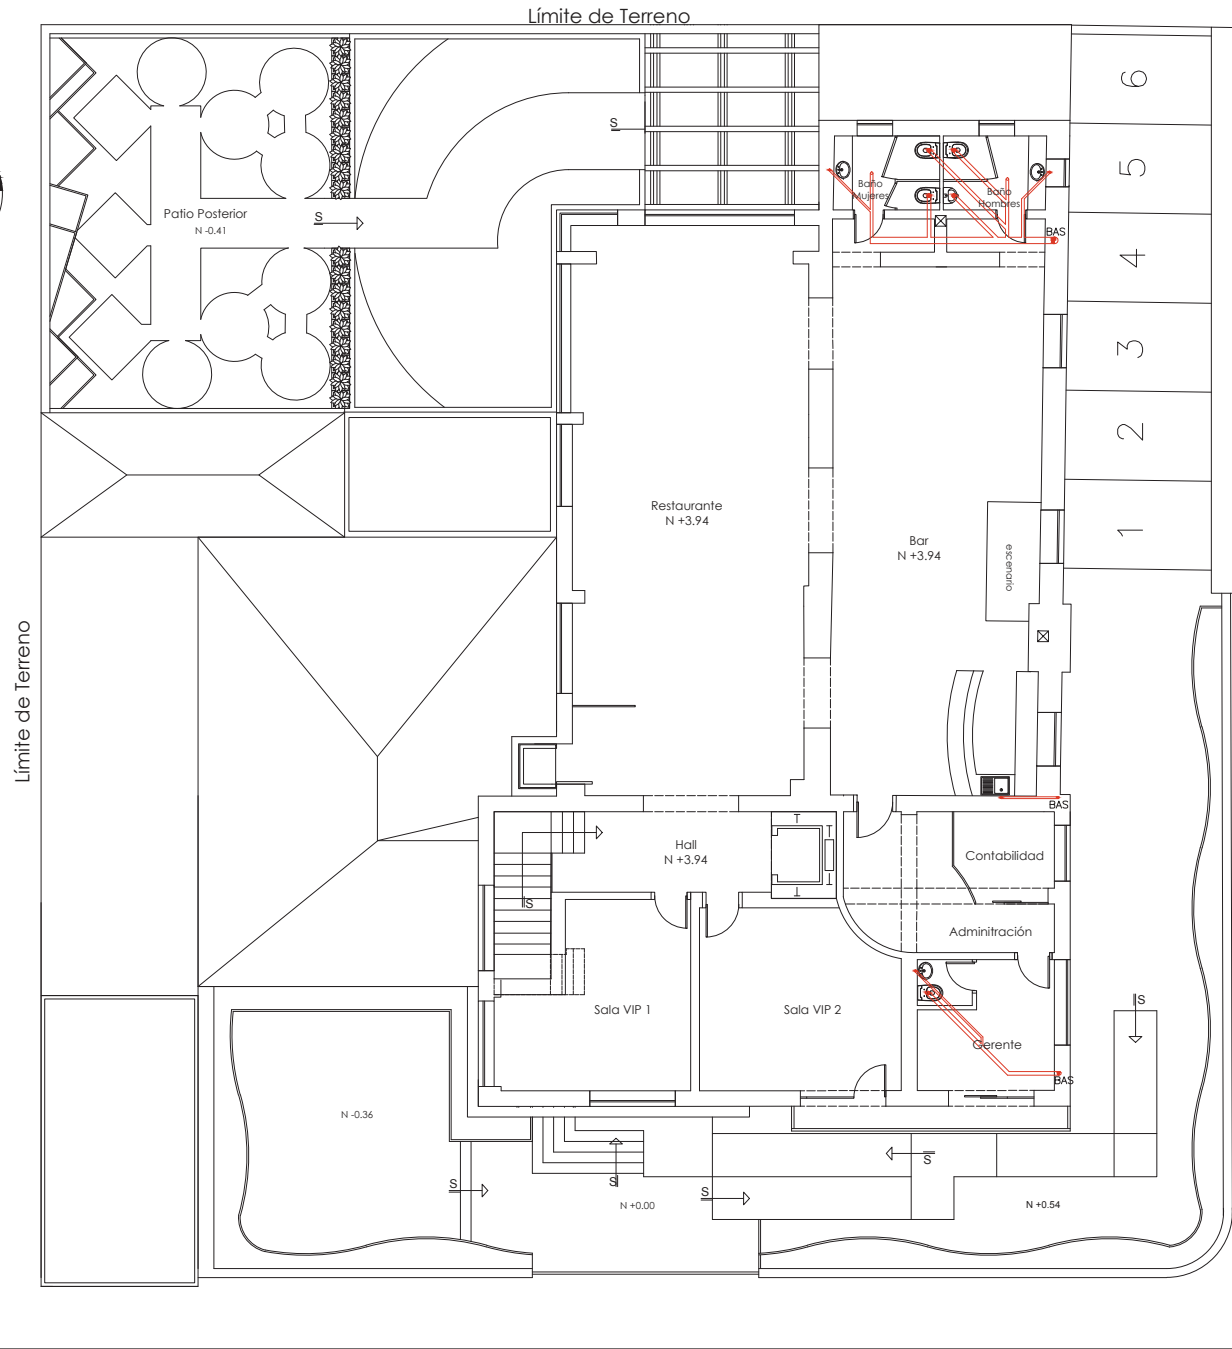 Límite de Terreno
6
5
4
3
2
1
S
Baño
Mujeres
Baño
Hombres
BAS
Patio Posterior
N -0.41
S
Restaurante
N +3.94
Bar
N +3.94
escenario
Límite de Terreno
BAS
Hall
N +3.94
Contabilidad
S
Adminitración
Sala VIP 1
Sala VIP 2
S
Gerente
BAS
N -0.36
S
S
S
S
N +0.00
N +0.54